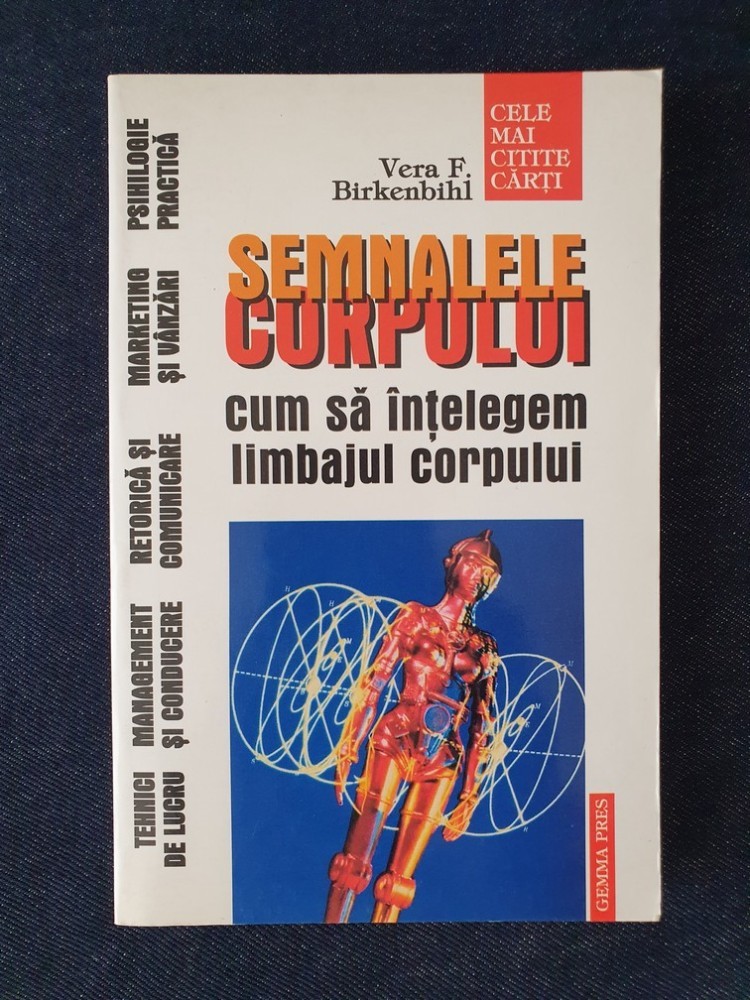 CELE
MAI
CITITE
CĂRȚI
Vera F.
Birkenbihl
SEMNALELE
CORPULUI
cum să înțelegem
limbajul corpului
PSIHILOGIE
PRACTICĂ
MARKETING
ȘI VÂNZĂRI
RETORICĂ ȘI
COMUNICARE
MANAGEMENT
ȘI CONDUCERE
TEHNICI
DE LUCRU
GEMMA PRES